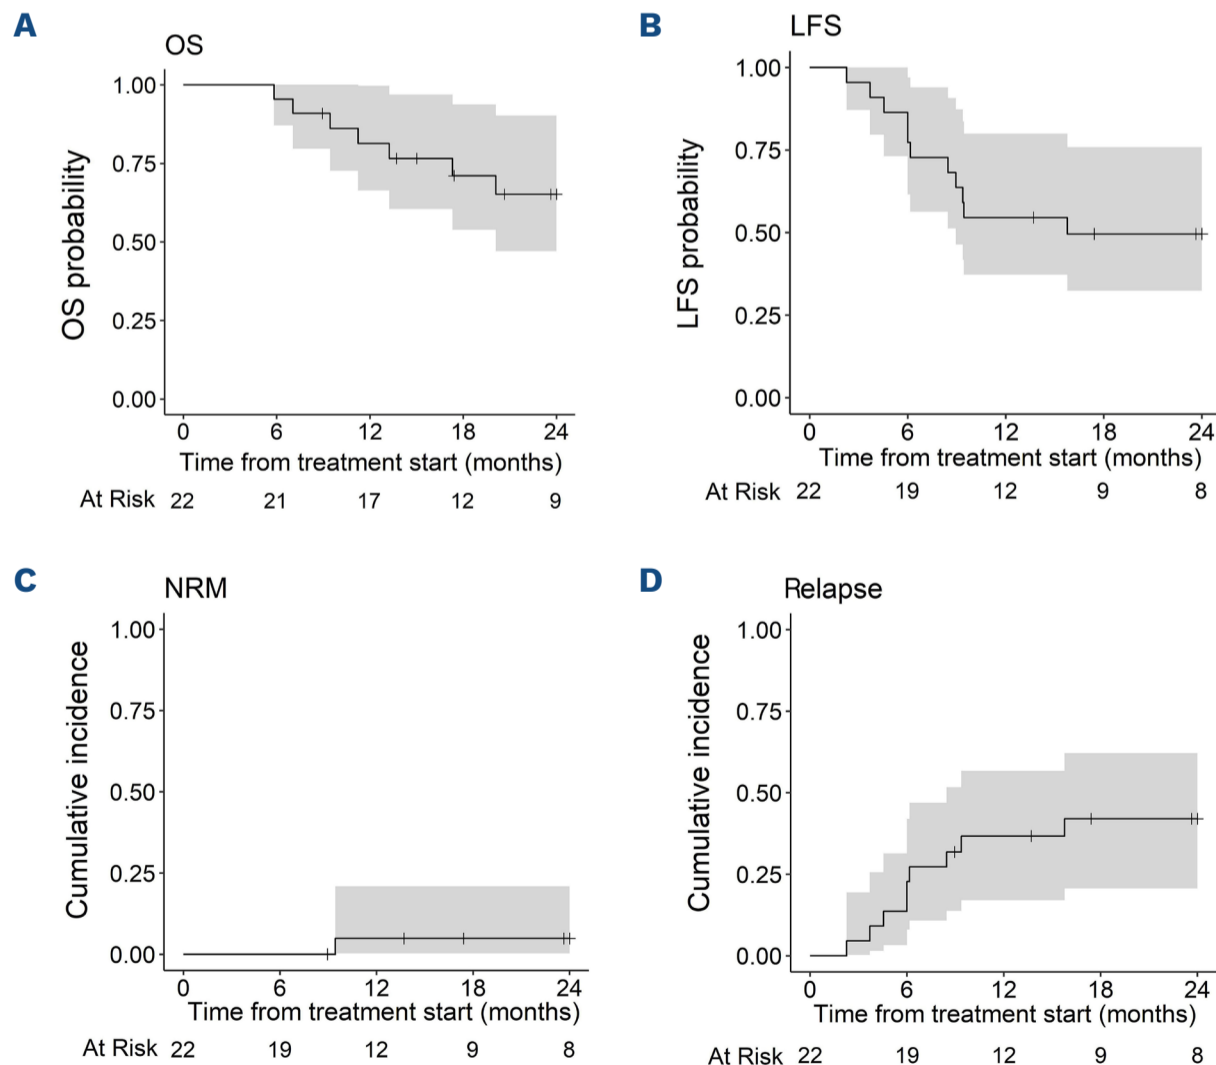 A
OS
OS probability
1.00
0.75
0.50
0.25
0.00
0 6 12 18 24
Time from treatment start (months)
At Risk 22 21 17 12 9
B
LFS
LFS probability
1.00
0.75
0.50
0.25
0.00
0 6 12 18 24
Time from treatment start (months)
At Risk 22 19 12 9 8
C
NRM
Cumulative incidence
1.00
0.75
0.50
0.25
0.00
0 6 12 18 24
Time from treatment start (months)
At Risk 22 19 12 9 8
D
Relapse
Cumulative incidence
1.00
0.75
0.50
0.25
0.00
0 6 12 18 24
Time from treatment start (months)
At Risk 22 19 12 9 8